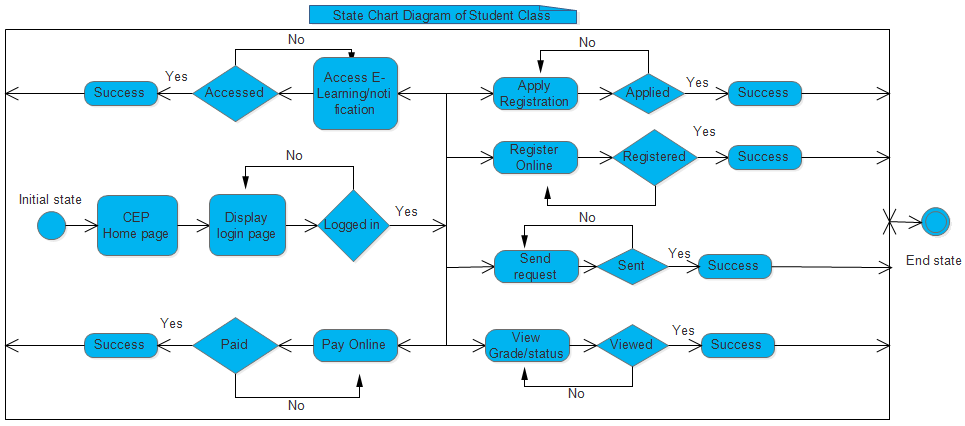 State Chart Diagram of Student Class
No
No
Success
Yes
Accessed
Access E-
Learning/noti
fication
Apply
Registration
Applied
Yes
Success
Register
Online
Registered
Yes
Success
No
Initial state
CEP
Home page
Display
login page
Logged in
Yes
No
Send
request
Sent
Yes
Success
End state
Success
Yes
Paid
Pay Online
No
View
Grade/status
Viewed
Yes
Success
No